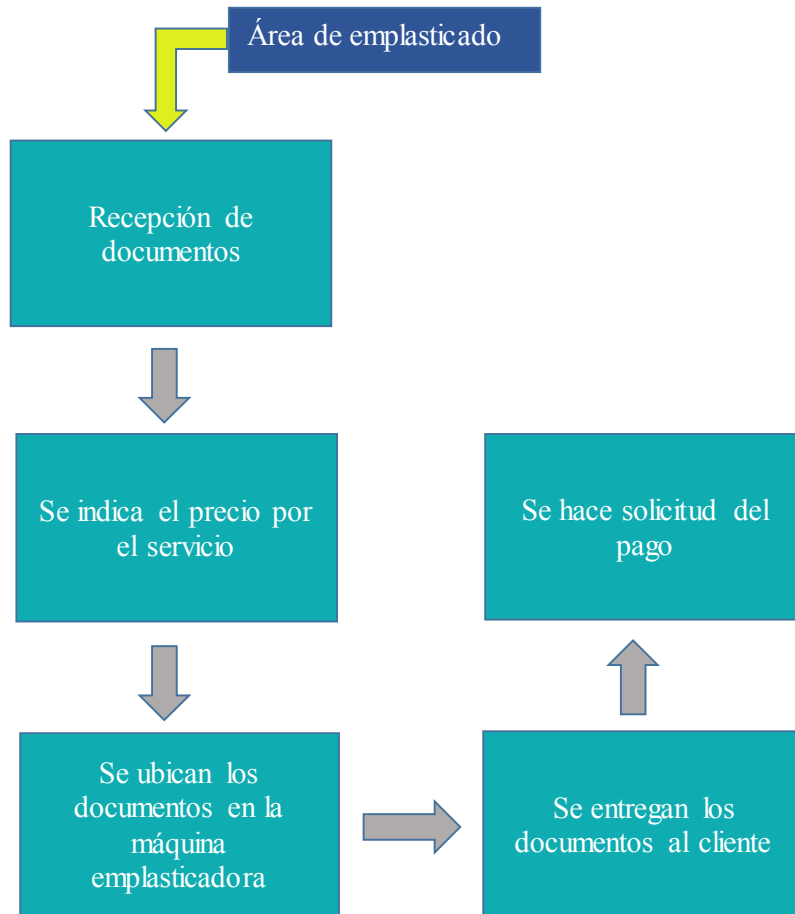 Área de emplasticado
Recepción de
documentos
Se indica el precio por
el servicio
Se ubican los
documentos en la
máquina
emplasticadora
Se entregan los
documentos al cliente
Se hace solicitud del
pago